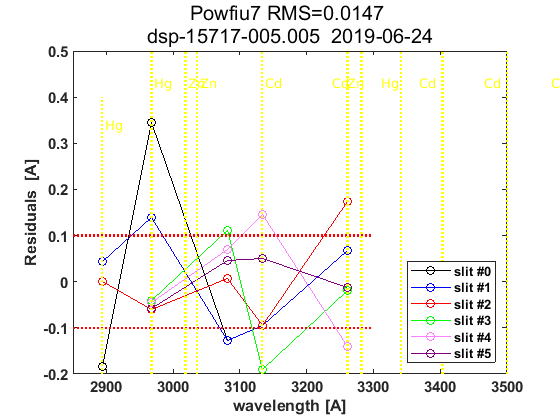 Powfiu7 RMS=0.0147
dsp-15717-005.005 2019-06-24
0.5
0.4
0.3
0.2
0.1
0
-0.1
-0.2
Residuals [A]
Hg
Hg
Zn
Cd
Cd
Zn
Hg
Cd
Cd
slit #0
slit #1
slit #2
slit #3
slit #4
slit #5
2900 3000 3100 3200 3300 3400 3500
wavelength [A]